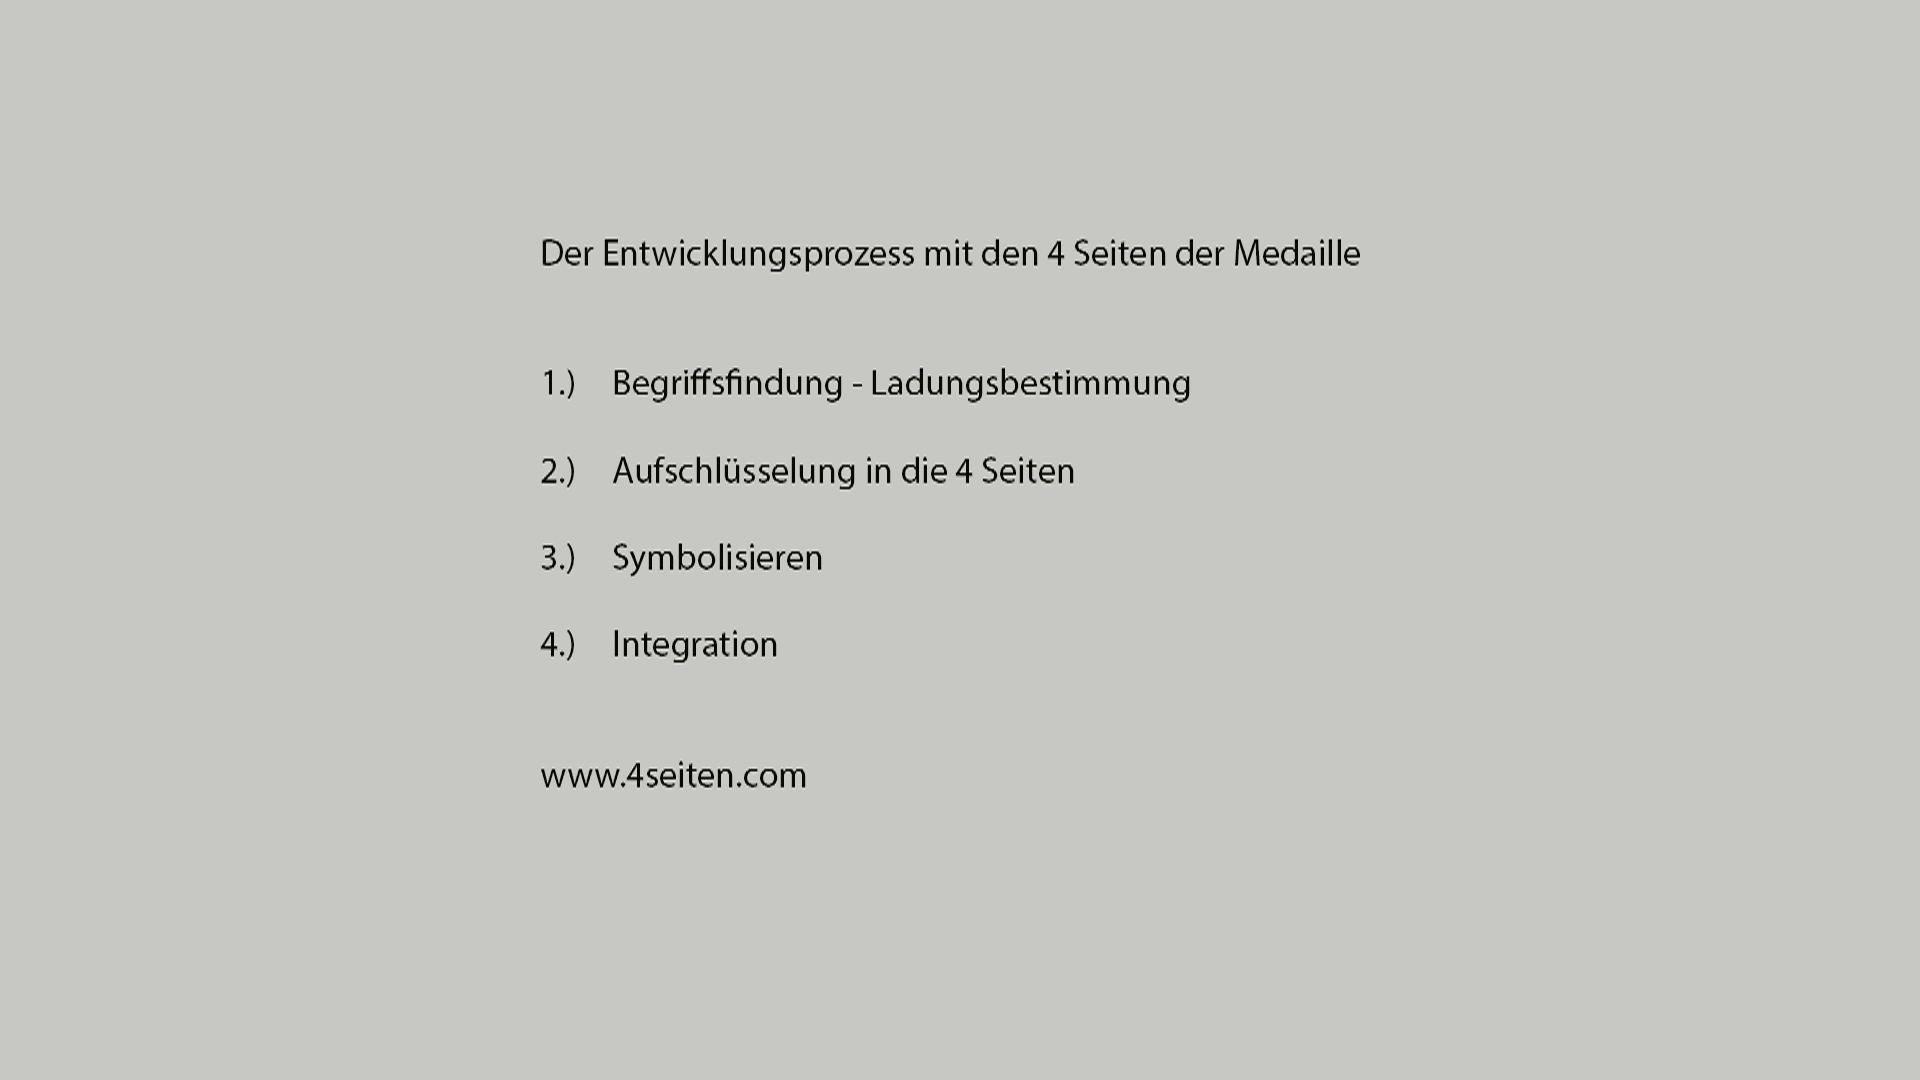 Der Entwicklungsprozess mit den 4 Seiten der Medaille
1.) Begriffsfindung - Ladungsbestimmung
2.) Aufschlüsselung in die 4 Seiten
3.) Symbolisieren
4.) Integration
www.4seiten.com